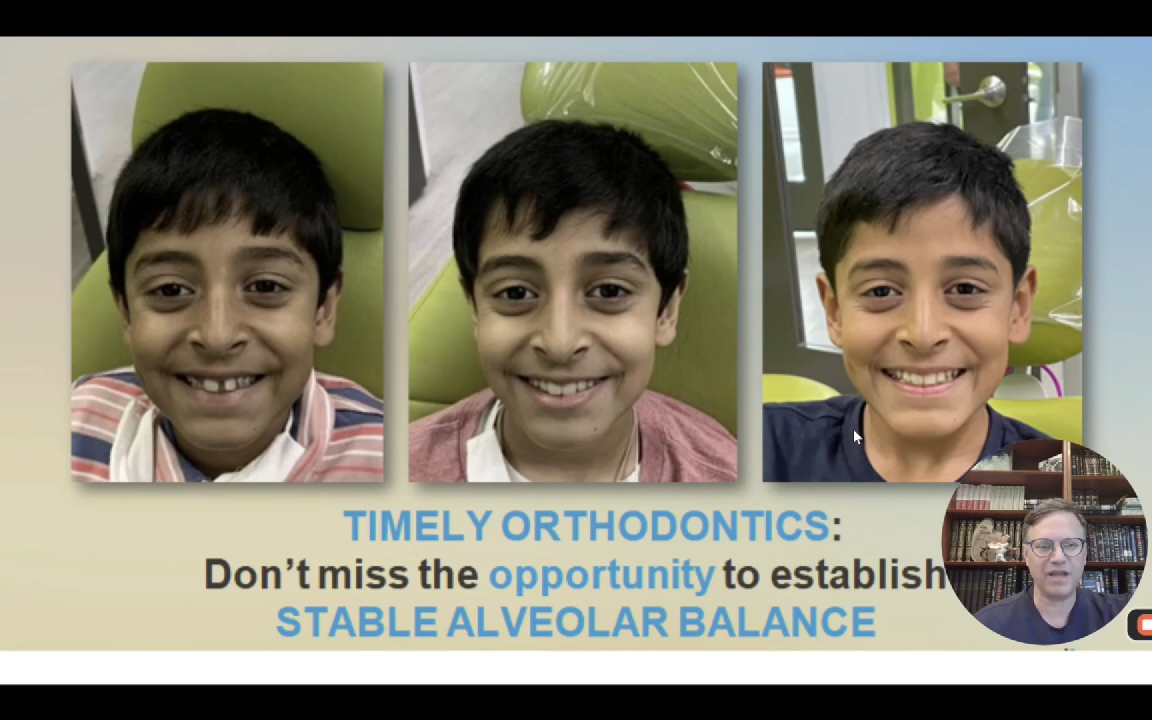 TIMELY ORTHODONTICS:
Don't miss the opportunity to establish
STABLE ALVEOLAR BALANCE